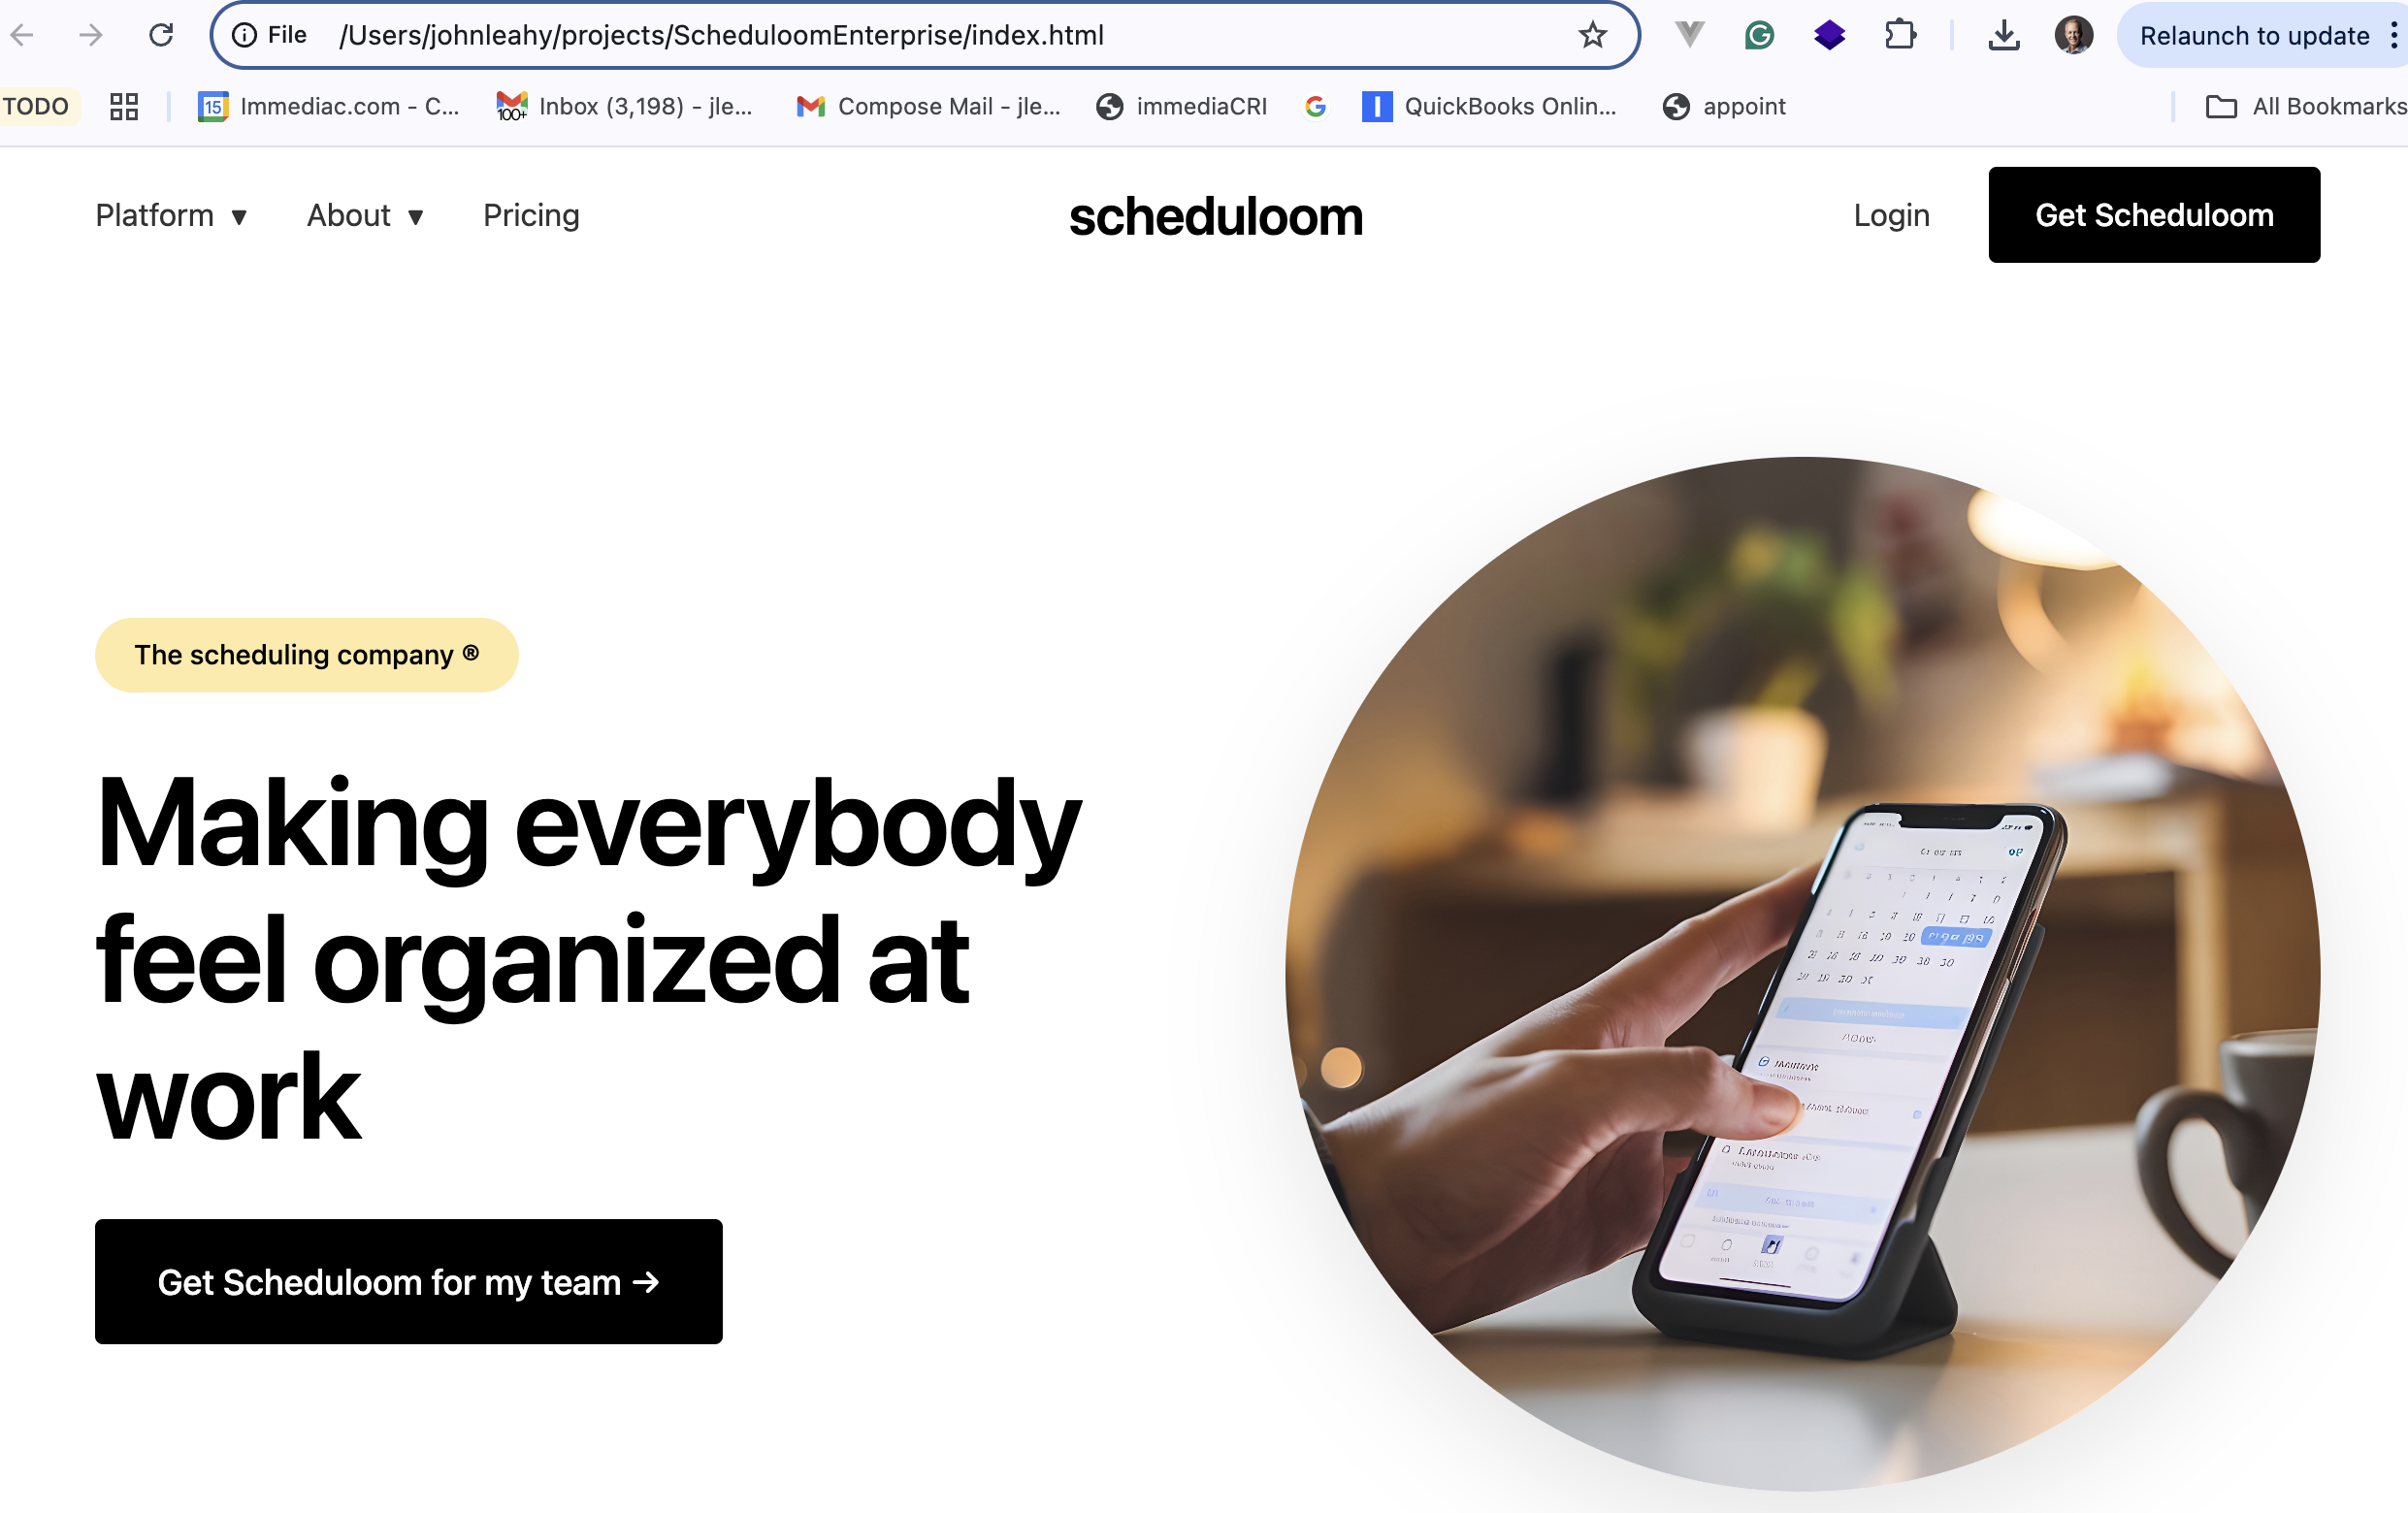 File /Users/johnleahy/projects/ScheduloomEnterprise/index.html
Relaunch to update
TODO
15 Immediac.com - C...
100+ Inbox (3,198) - jle...
Compose Mail - jle...
immediaCRI
QuickBooks Onlin...
appoint
All Bookmarks
Platform ▼ About ▼ Pricing
scheduloom
Login
Get Scheduloom
The scheduling company ®
Making everybody
feel organized at
work
Get Scheduloom for my team →